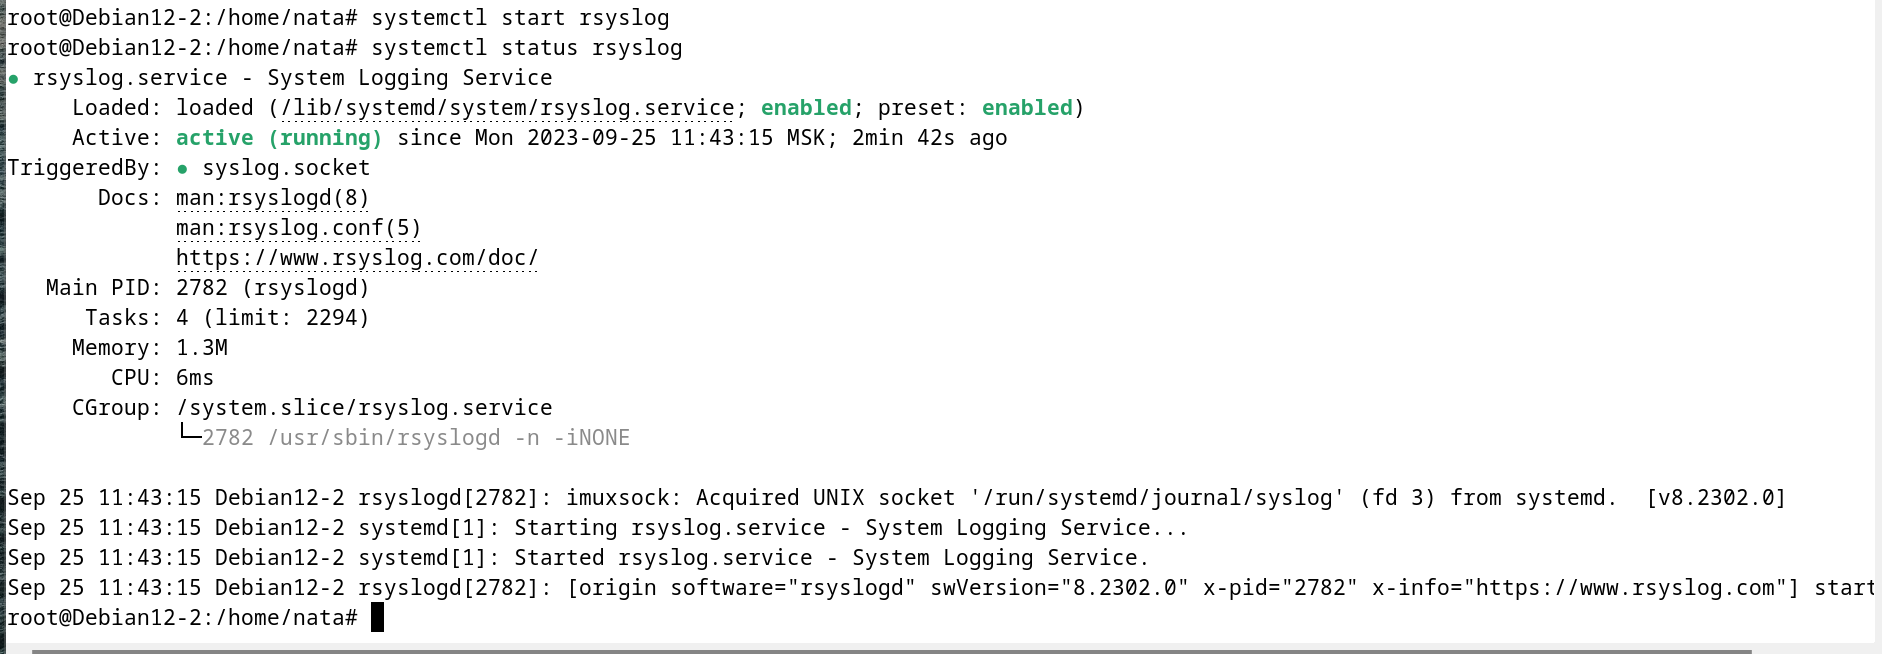 root@Debian12-2:/home/nata# systemctl start rsyslog
root@Debian12-2:/home/nata# systemctl status rsyslog
● rsyslog.service - System Logging Service
     Loaded: loaded (/lib/systemd/system/rsyslog.service; enabled; preset: enabled)
     Active: active (running) since Mon 2023-09-25 11:43:15 MSK; 2min 42s ago
TriggeredBy: ● syslog.socket
       Docs: man:rsyslogd(8)
             man:rsyslog.conf(5)
             https://www.rsyslog.com/doc/
   Main PID: 2782 (rsyslogd)
      Tasks: 4 (limit: 2294)
     Memory: 1.3M
        CPU: 6ms
     CGroup: /system.slice/rsyslog.service
             └─2782 /usr/sbin/rsyslogd -n -iNONE

Sep 25 11:43:15 Debian12-2 rsyslogd[2782]: imuxsock: Acquired UNIX socket '/run/systemd/journal/syslog' (fd 3) from systemd.  [v8.2302.0]
Sep 25 11:43:15 Debian12-2 systemd[1]: Starting rsyslog.service - System Logging Service...
Sep 25 11:43:15 Debian12-2 systemd[1]: Started rsyslog.service - System Logging Service.
Sep 25 11:43:15 Debian12-2 rsyslogd[2782]: [origin software="rsyslogd" swVersion="8.2302.0" x-pid="2782" x-info="https://www.rsyslog.com"] start
root@Debian12-2:/home/nata#